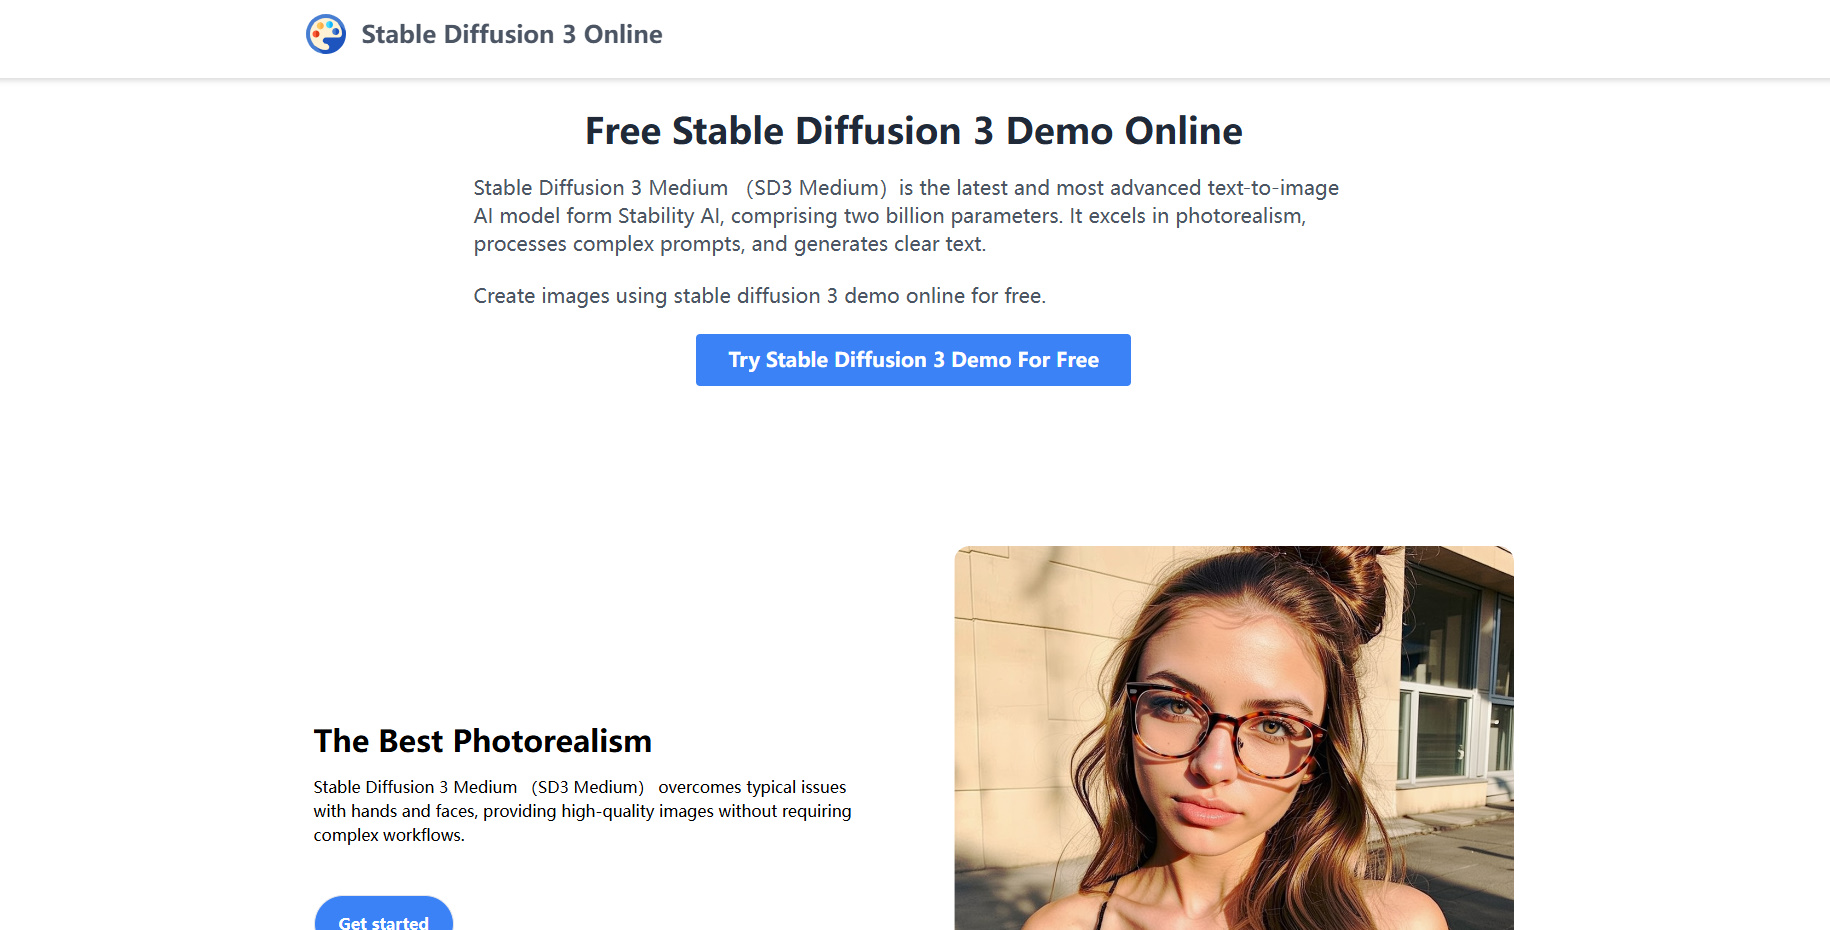 Stable Diffusion 3 Online
Free Stable Diffusion 3 Demo Online
Stable Diffusion 3 Medium （SD3 Medium）is the latest and most advanced text-to-image
AI model form Stability AI, comprising two billion parameters. It excels in photorealism,
processes complex prompts, and generates clear text.
Create images using stable diffusion 3 demo online for free.
Try Stable Diffusion 3 Demo For Free
The Best Photorealism
Stable Diffusion 3 Medium （SD3 Medium） overcomes typical issues
with hands and faces, providing high-quality images without requiring
complex workflows.
Get started